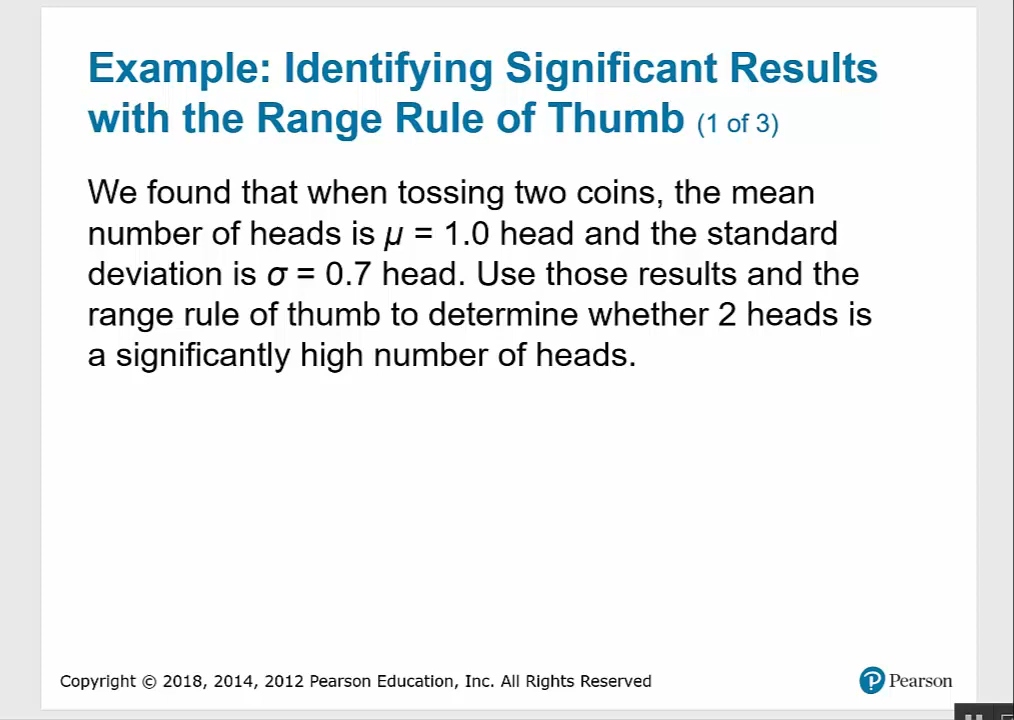 Example: Identifying Significant Results
with the Range Rule of Thumb (1 of 3)
We found that when tossing two coins, the mean
number of heads is μ = 1.0 head and the standard
deviation is σ = 0.7 head. Use those results and the
range rule of thumb to determine whether 2 heads is
a significantly high number of heads.
Copyright © 2018, 2014, 2012 Pearson Education, Inc. All Rights Reserved
P Pearson